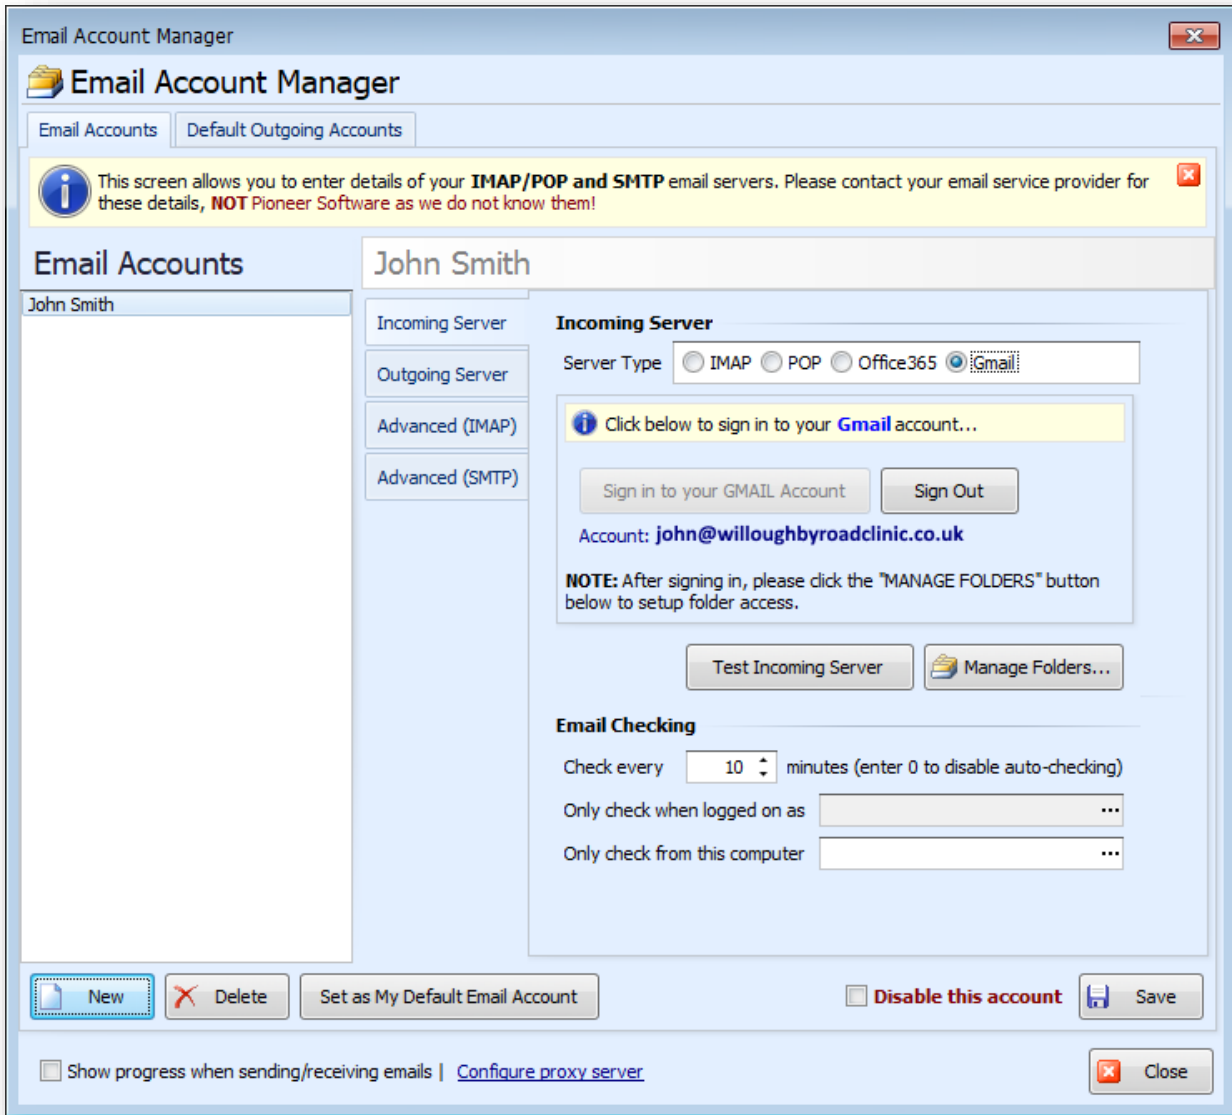 Email Account Manager
Email Account Manager
Email Accounts
Default Outgoing Accounts
This screen allows you to enter details of your IMAP/POP and SMTP email servers. Please contact your email service provider for
these details, NOT Pioneer Software as we do not know them!
Email Accounts
John Smith
John Smith
Incoming Server
Outgoing Server
Advanced (IMAP)
Advanced (SMTP)
Incoming Server
Server Type IMAP POP Office365 Gmail
Click below to sign in to your Gmail account...
Sign in to your GMAIL Account
Sign Out
Account: john@willoughbyroadclinic.co.uk
NOTE: After signing in, please click the "MANAGE FOLDERS" button
below to setup folder access.
Test Incoming Server
Manage Folders...
Email Checking
Check every 10 minutes (enter 0 to disable auto-checking)
Only check when logged on as ...
Only check from this computer ...
New
Delete
Set as My Default Email Account
Disable this account
Save
Show progress when sending/receiving emails | Configure proxy server
Close